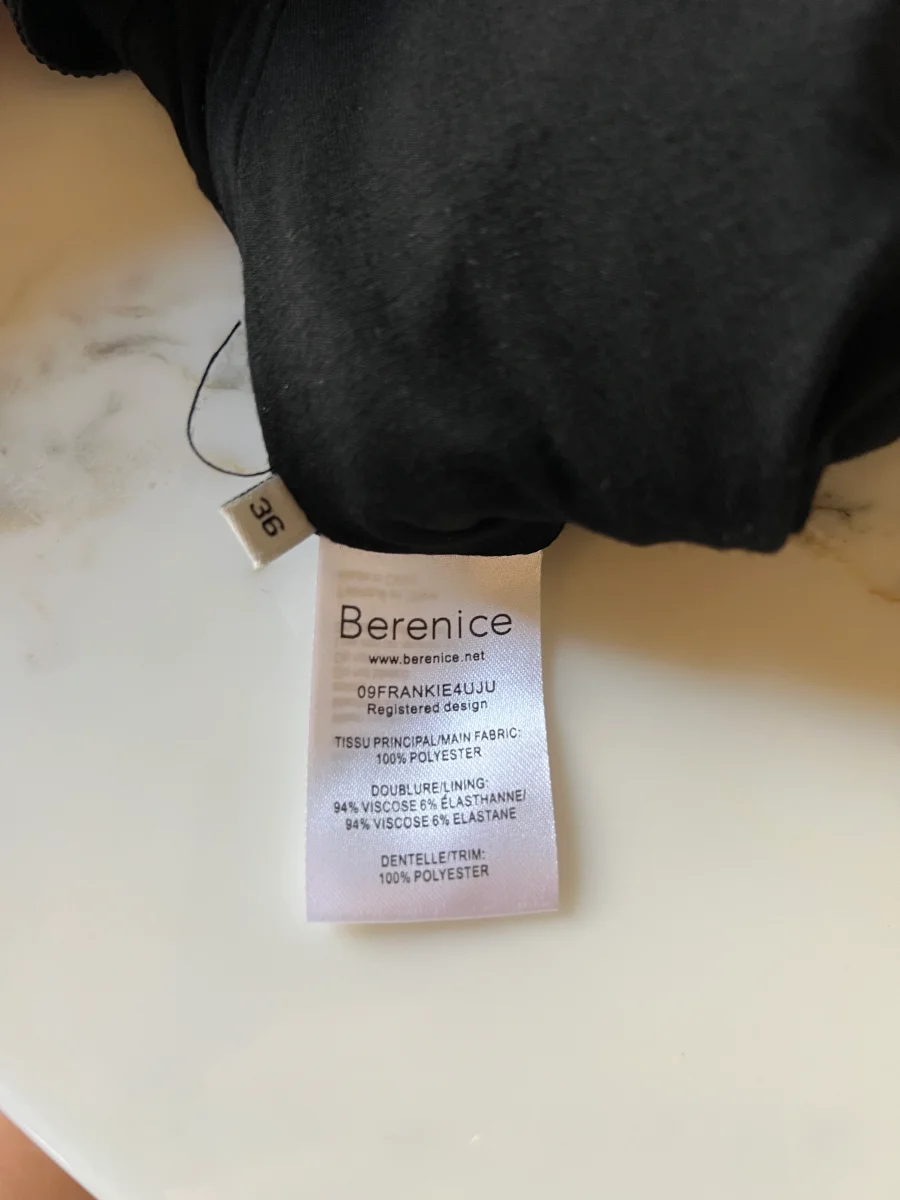 36
Berenice
www.berenice.net
09FRANKIE4UJU
Registered design
TISSU PRINCIPAL/MAIN FABRIC:
100% POLYESTER
DOUBLURE/LINING:
94% VISCOSE 6% ÉLASTHANNE/
94% VISCOSE 6% ELASTANE
DENTELLE/TRIM:
100% POLYESTER